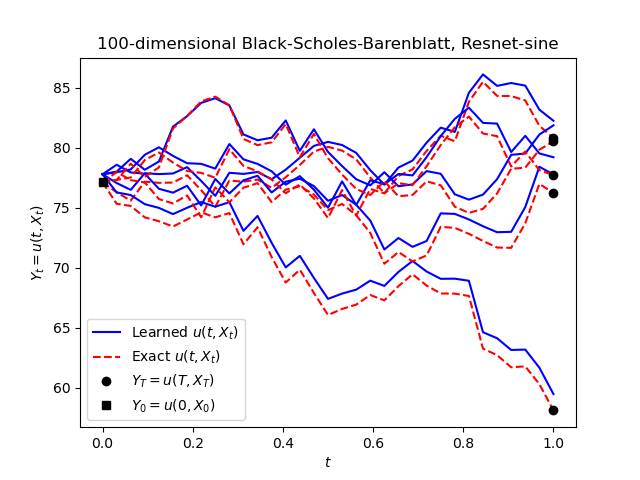 100-dimensional Black-Scholes-Barenblatt, Resnet-sine
85
80
75
70
65
60
Y_t = u(t, X_t)
Learned u(t, X_t)
Exact u(t, X_t)
Y_T = u(T, X_T)
Y_0 = u(0, X_0)
0.0 0.2 0.4 0.6 0.8 1.0
t